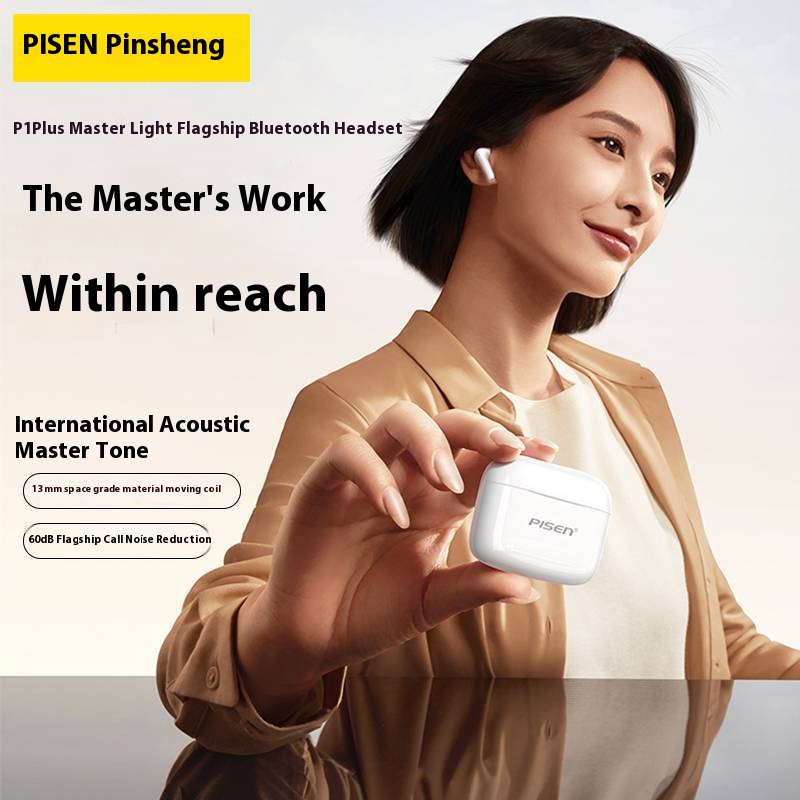 PISEN Pinsheng
P1Plus Master Light Flagship Bluetooth Headset
The Master's Work
Within reach
International Acoustic
Master Tone
13mm space grade material moving coil
60dB Flagship Call Noise Reduction
PISEN®